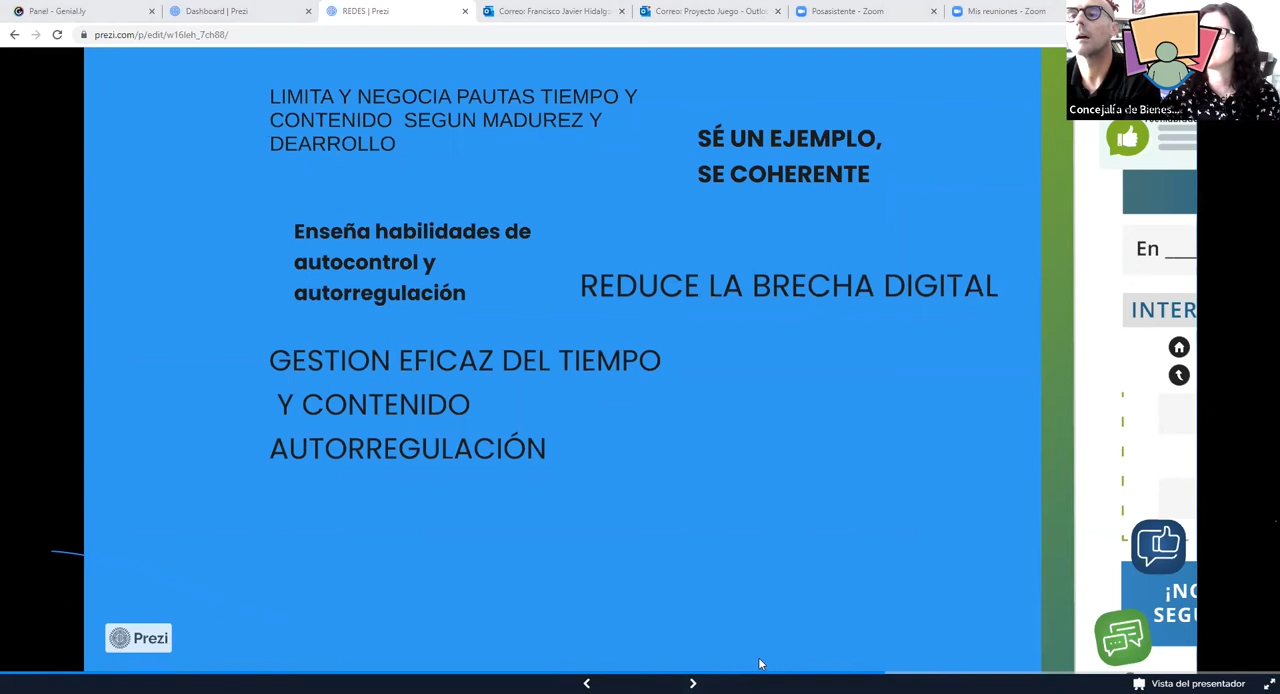 Panel - Genial.ly
Dashboard | Prezi
REDES | Prezi
Correo: Francisco Javier Hidalg
Correo: Proyecto Juego - Outlo
Posasistente - Zoom
Mis reuniones - Zoom
prezi.com/p/edit/w16leh_7ch88/
Concejalía de Bienes...
LIMITA Y NEGOCIA PAUTAS TIEMPO Y
CONTENIDO SEGUN MADUREZ Y
DEARROLLO
SÉ UN EJEMPLO,
SE COHERENTE
Enseña habilidades de
autocontrol y
autorregulación
REDUCE LA BRECHA DIGITAL
GESTION EFICAZ DEL TIEMPO
Y CONTENIDO
AUTORREGULACIÓN
En ____
INTER
¡NO
SEGU
Prezi
Vista del presentador